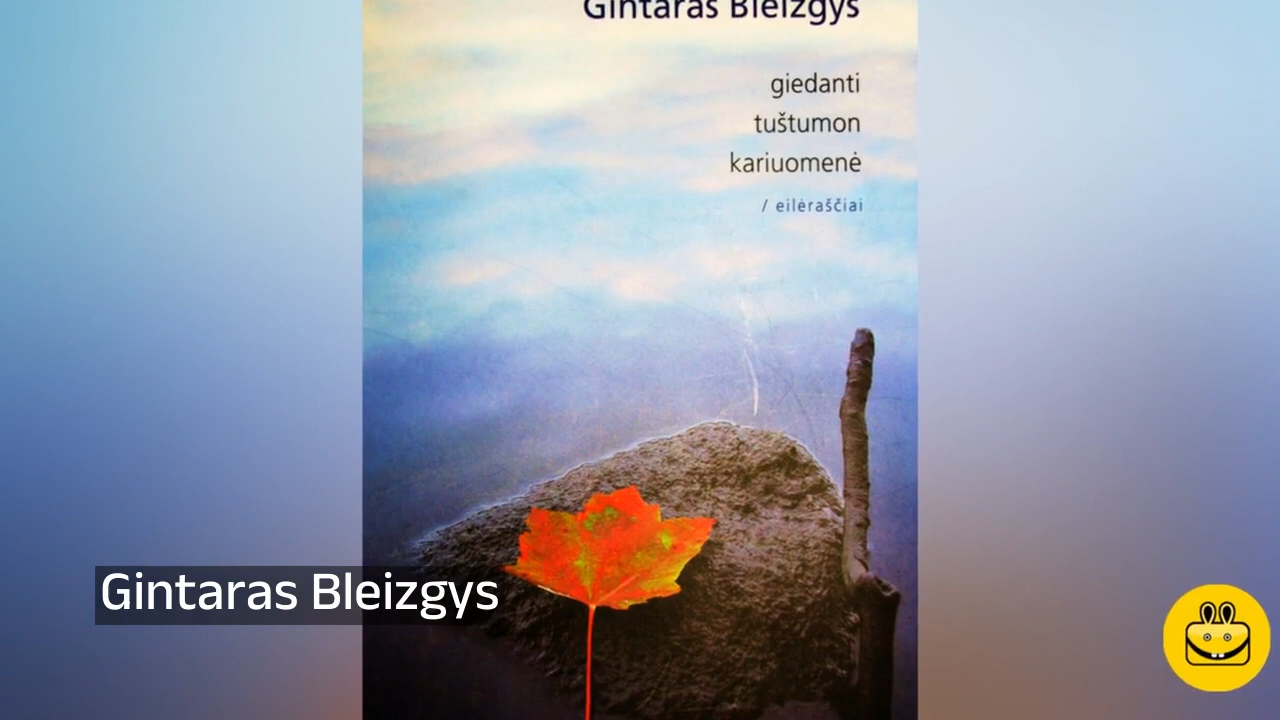 Gintaras Bleizgys
giedanti
tuštumon
kariuomenė
/ eilėraščiai
Gintaras Bleizgys